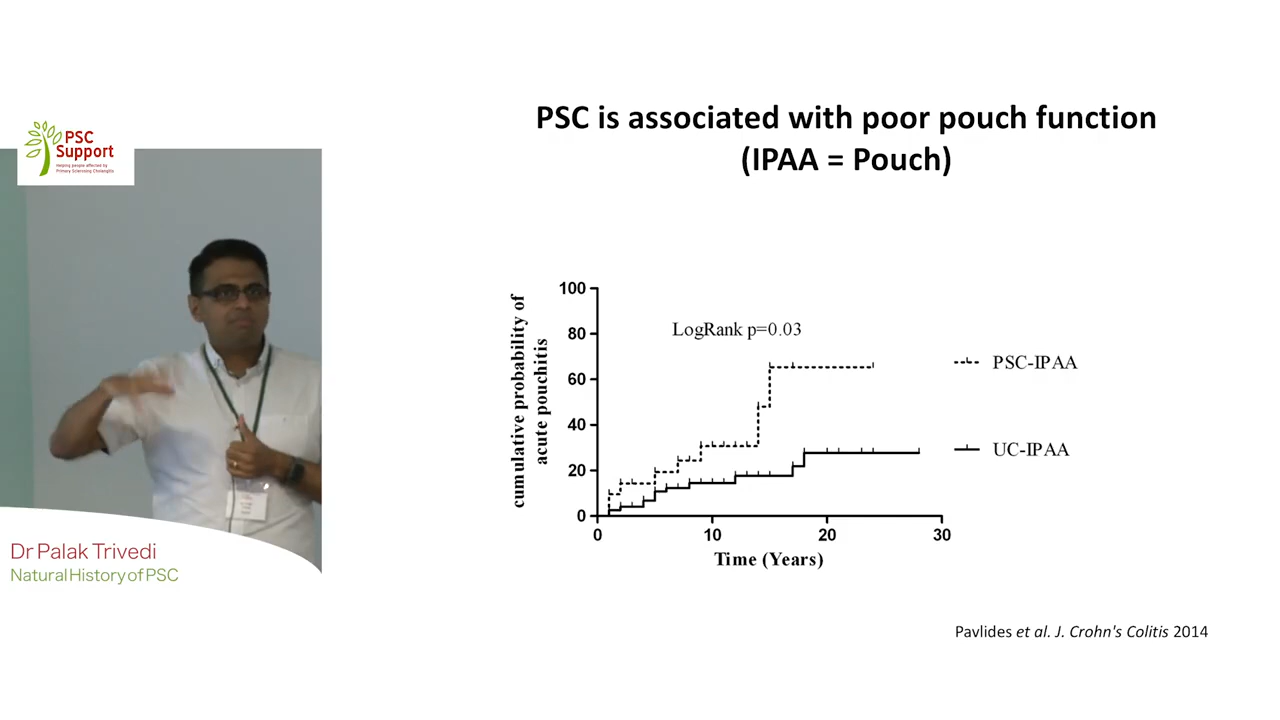 PSC
Support
Helping people affected by
Primary Sclerosing Cholangitis
Dr Palak Trivedi
Natural History of PSC
PSC is associated with poor pouch function
(IPAA = Pouch)
cumulative probability of
acute pouchitis
100
80
60
40
20
0
LogRank p=0.03
PSC-IPAA
UC-IPAA
0 10 20 30
Time (Years)
Pavlides et al. J. Crohn's Colitis 2014